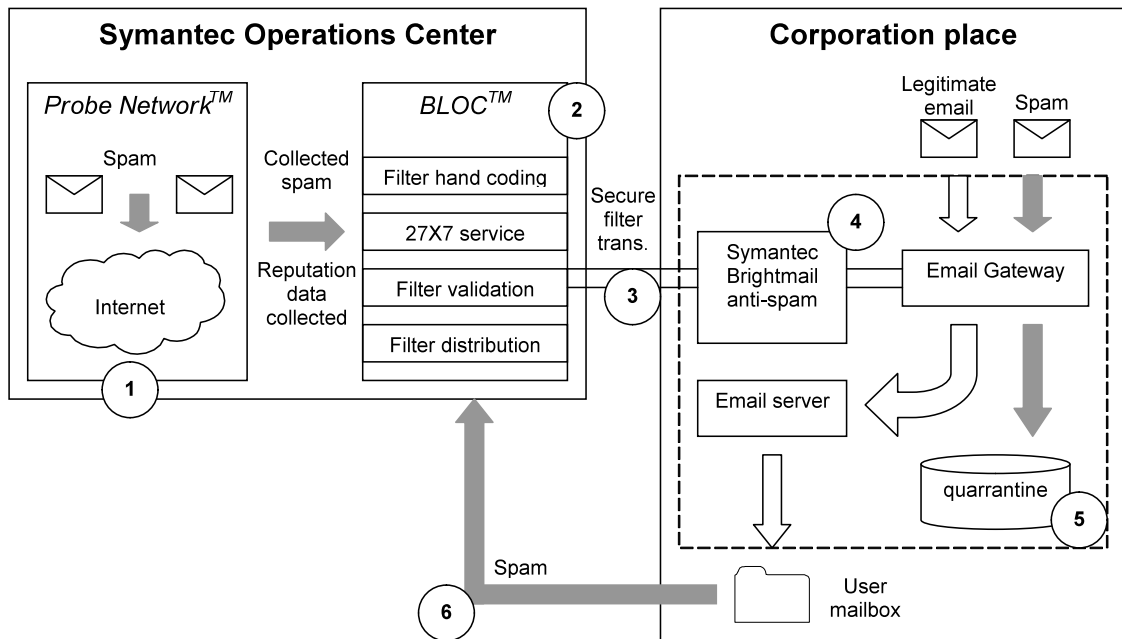 Symantec Operations Center
Probe Network™
Spam
Internet
1
Collected
spam
Reputation
data
collected
BLOC™
2
Filter hand coding
27X7 service
Filter validation
Filter distribution
Secure
filter
trans.
3
Corporation place
Legitimate
email
Spam
4
Symantec
Brightmail
anti-spam
Email Gateway
Email server
quarrantine
5
Spam
6
User
mailbox